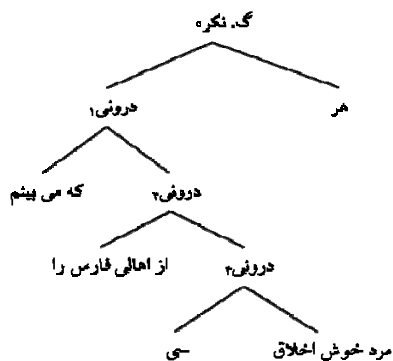 گ. نکره
هر درونی۱
درونی۲ که می بینم
درونی۳ از اهالی فارس را
مرد خوش اخلاق ـی